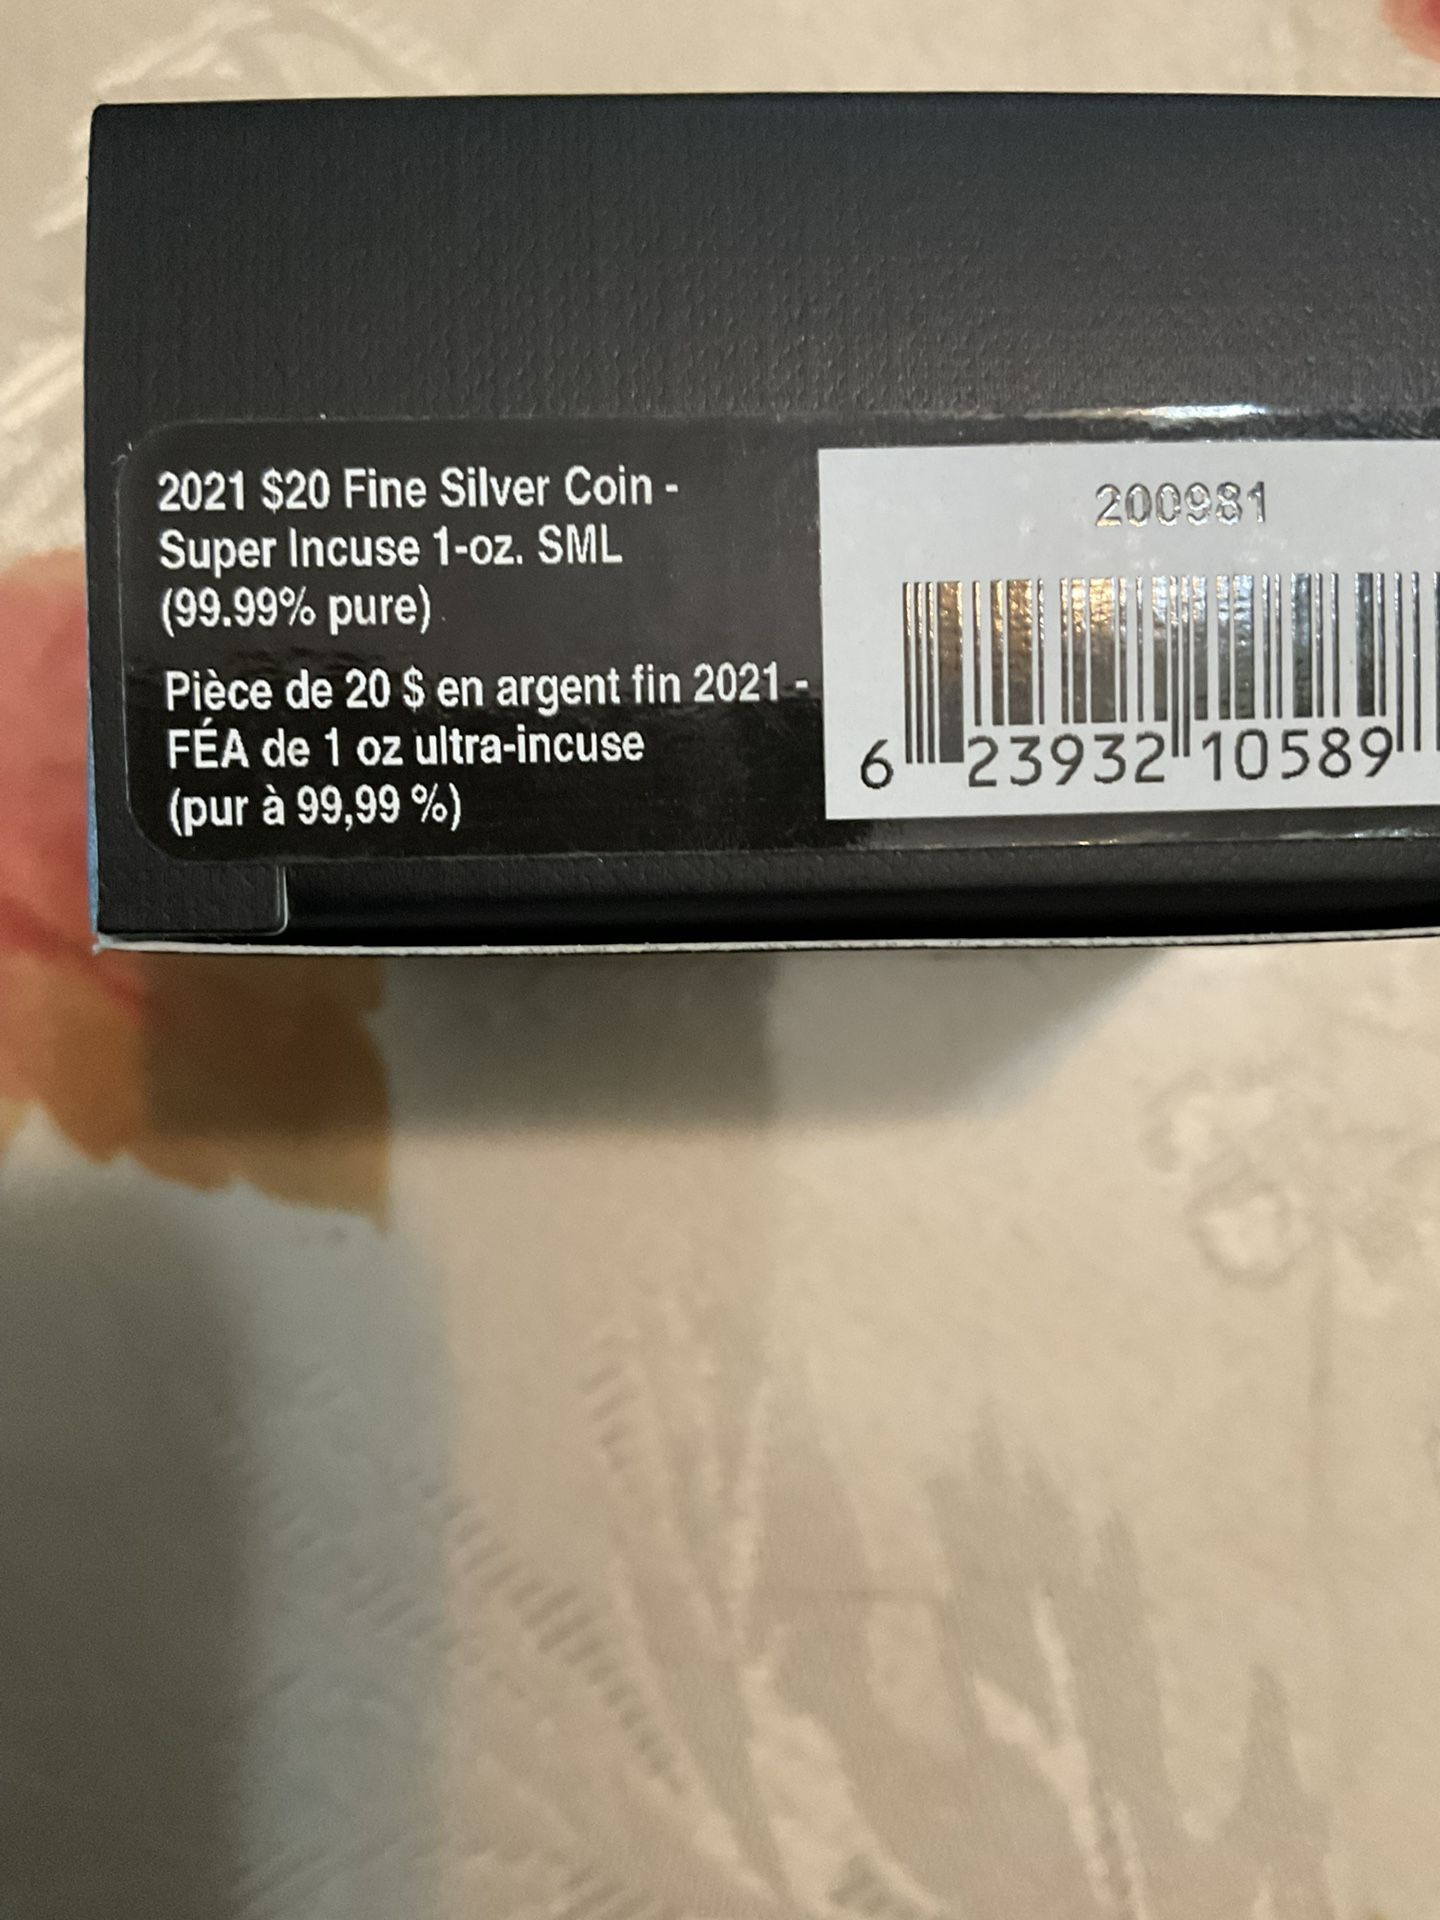 2021 $20 Fine Silver Coin -
Super Incuse 1-oz. SML
(99.99% pure)
Pièce de 20 $ en argent fin 2021 -
FÉA de 1 oz ultra-incuse
(pur à 99,99 %)
200981
6 23932 10589